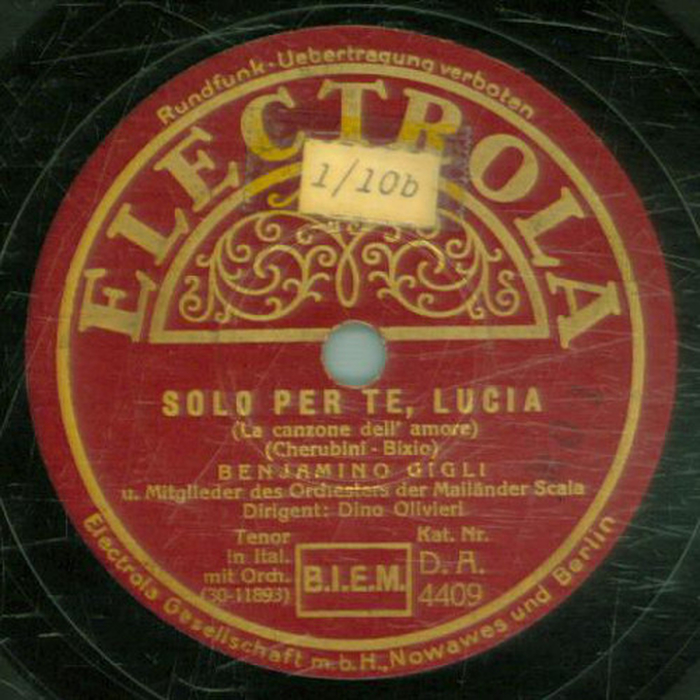 Rundfunk-Uebertragung verboten
ELECTROLA
1/10b
SOLO PER TE, LUCIA
(La canzone dell' amore)
(Cherubini - Bixio)
BENJAMINO GIGLI
u. Mitglieder des Orchesters der Mailänder Scala
Dirigent: Dino Olivieri
Tenor
in Ital.
mit Orch.
(30-11893)
B.I.E.M.
Kat. Nr.
D. A.
4409
Electrola Gesellschaft m.b.H., Nowawes und Berlin